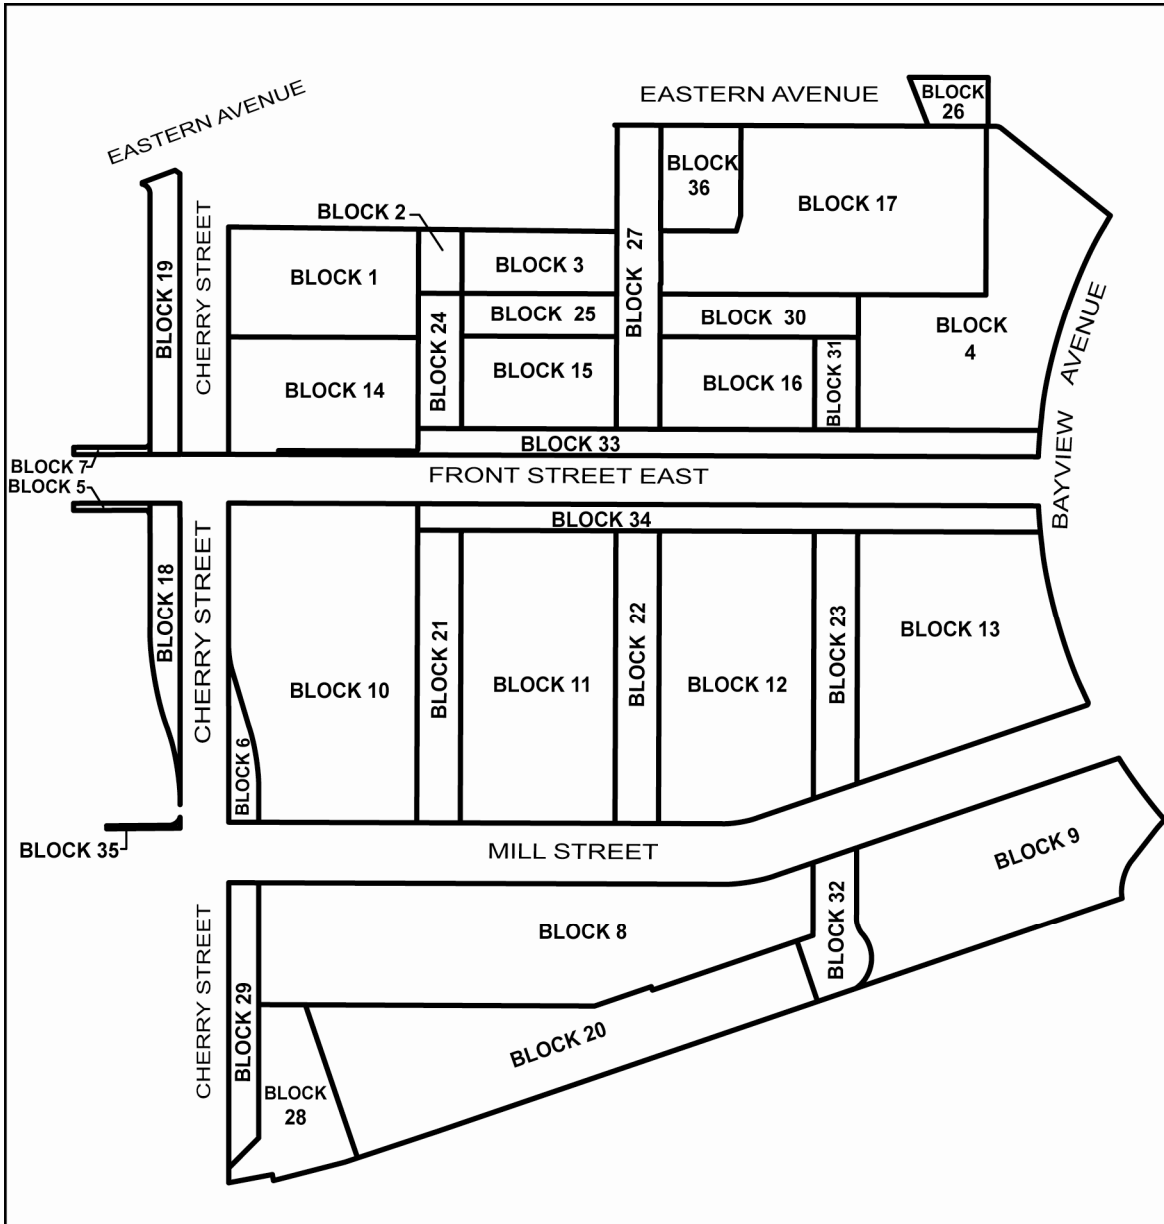 EASTERN AVENUE
EASTERN AVENUE
BLOCK
26
BLOCK
36
BLOCK 17
BLOCK 2
BLOCK 19
CHERRY STREET
BLOCK 1
BLOCK 3
BLOCK 27
BLOCK 25
BLOCK 30
BLOCK
4
BAYVIEW AVENUE
BLOCK 24
BLOCK 14
BLOCK 15
BLOCK 16
BLOCK 31
BLOCK 33
BLOCK 7
FRONT STREET EAST
BLOCK 5
BLOCK 34
BLOCK 18
CHERRY STREET
BLOCK 10
BLOCK 21
BLOCK 11
BLOCK 22
BLOCK 12
BLOCK 23
BLOCK 13
BLOCK 6
BLOCK 35
MILL STREET
BLOCK 9
CHERRY STREET
BLOCK 29
BLOCK 8
BLOCK 32
BLOCK 20
BLOCK
28